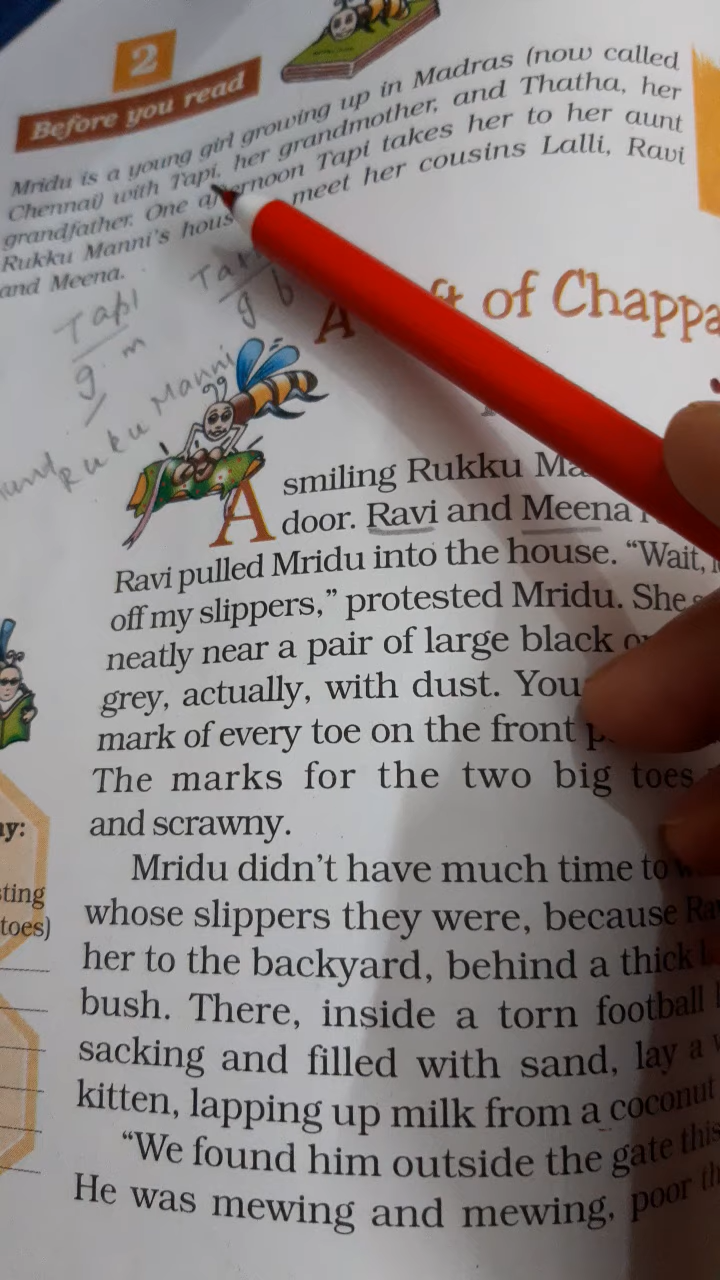 2
Before you read
Mridu is a young girl growing up in Madras (now called
Chennai) with Tapi, her grandmother, and Thatha, her
grandfather. One afternoon Tapi takes her to her aunt
Rukku Manni's hous meet her cousins Lalli, Ravi
and Meena.
Tapi
g m
g b
Ruku Manni
A of Chappa
A smiling Rukku Ma
door. Ravi and Meena
Ravi pulled Mridu into the house. “Wait,
off my slippers,” protested Mridu. She
neatly near a pair of large black
grey, actually, with dust. You
mark of every toe on the front
The marks for the two big toes
and scrawny.
Mridu didn't have much time to
whose slippers they were, because Ra
her to the backyard, behind a thick
bush. There, inside a torn football
sacking and filled with sand, lay a
kitten, lapping up milk from a coconut
“We found him outside the gate this
He was mewing and mewing, poor th
ay:
sting
toes)